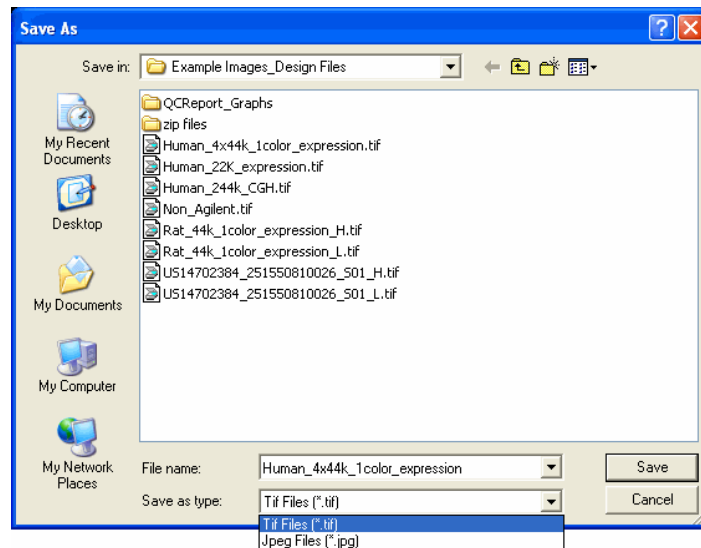 Save As
Save in: Example Images_Design Files
QCReport_Graphs
zip files
Human_4x44k_1color_expression.tif
Human_22K_expression.tif
Human_244k_CGH.tif
Non_Agilent.tif
Rat_44k_1color_expression_H.tif
Rat_44k_1color_expression_L.tif
US14702384_251550810026_S01_H.tif
US14702384_251550810026_S01_L.tif
My Recent
Documents
Desktop
My Documents
My Computer
My Network
Places
File name: Human_4x44k_1color_expression Save
Save as type: Tif Files (*.tif) Cancel
Tif Files (*.tif)
Jpeg Files (*.jpg)